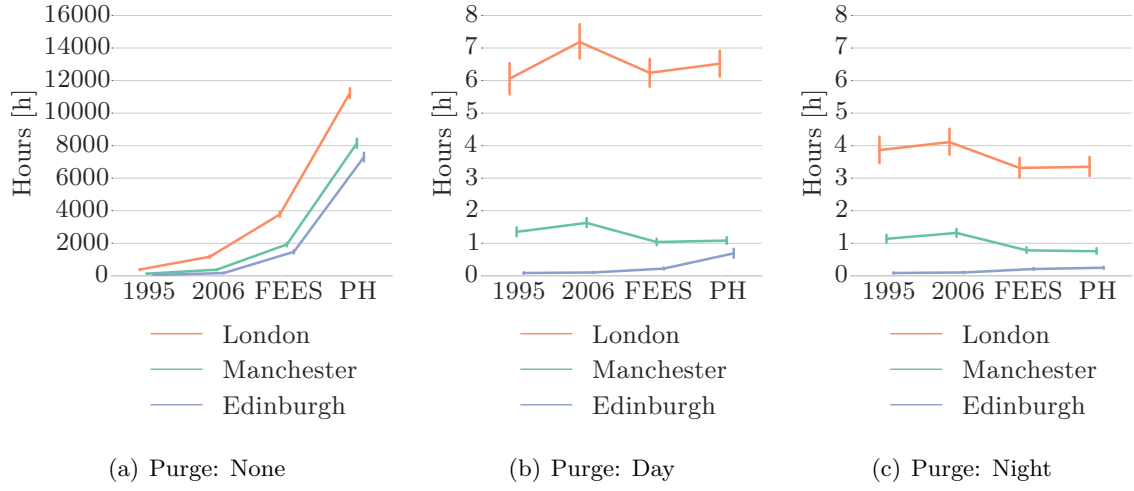 16000
14000
12000
10000
8000
6000
4000
2000
0
Hours [h]
1995 2006 FEES PH
London
Manchester
Edinburgh
(a) Purge: None
8
7
6
5
4
3
2
1
0
Hours [h]
1995 2006 FEES PH
London
Manchester
Edinburgh
(b) Purge: Day
8
7
6
5
4
3
2
1
0
Hours [h]
1995 2006 FEES PH
London
Manchester
Edinburgh
(c) Purge: Night